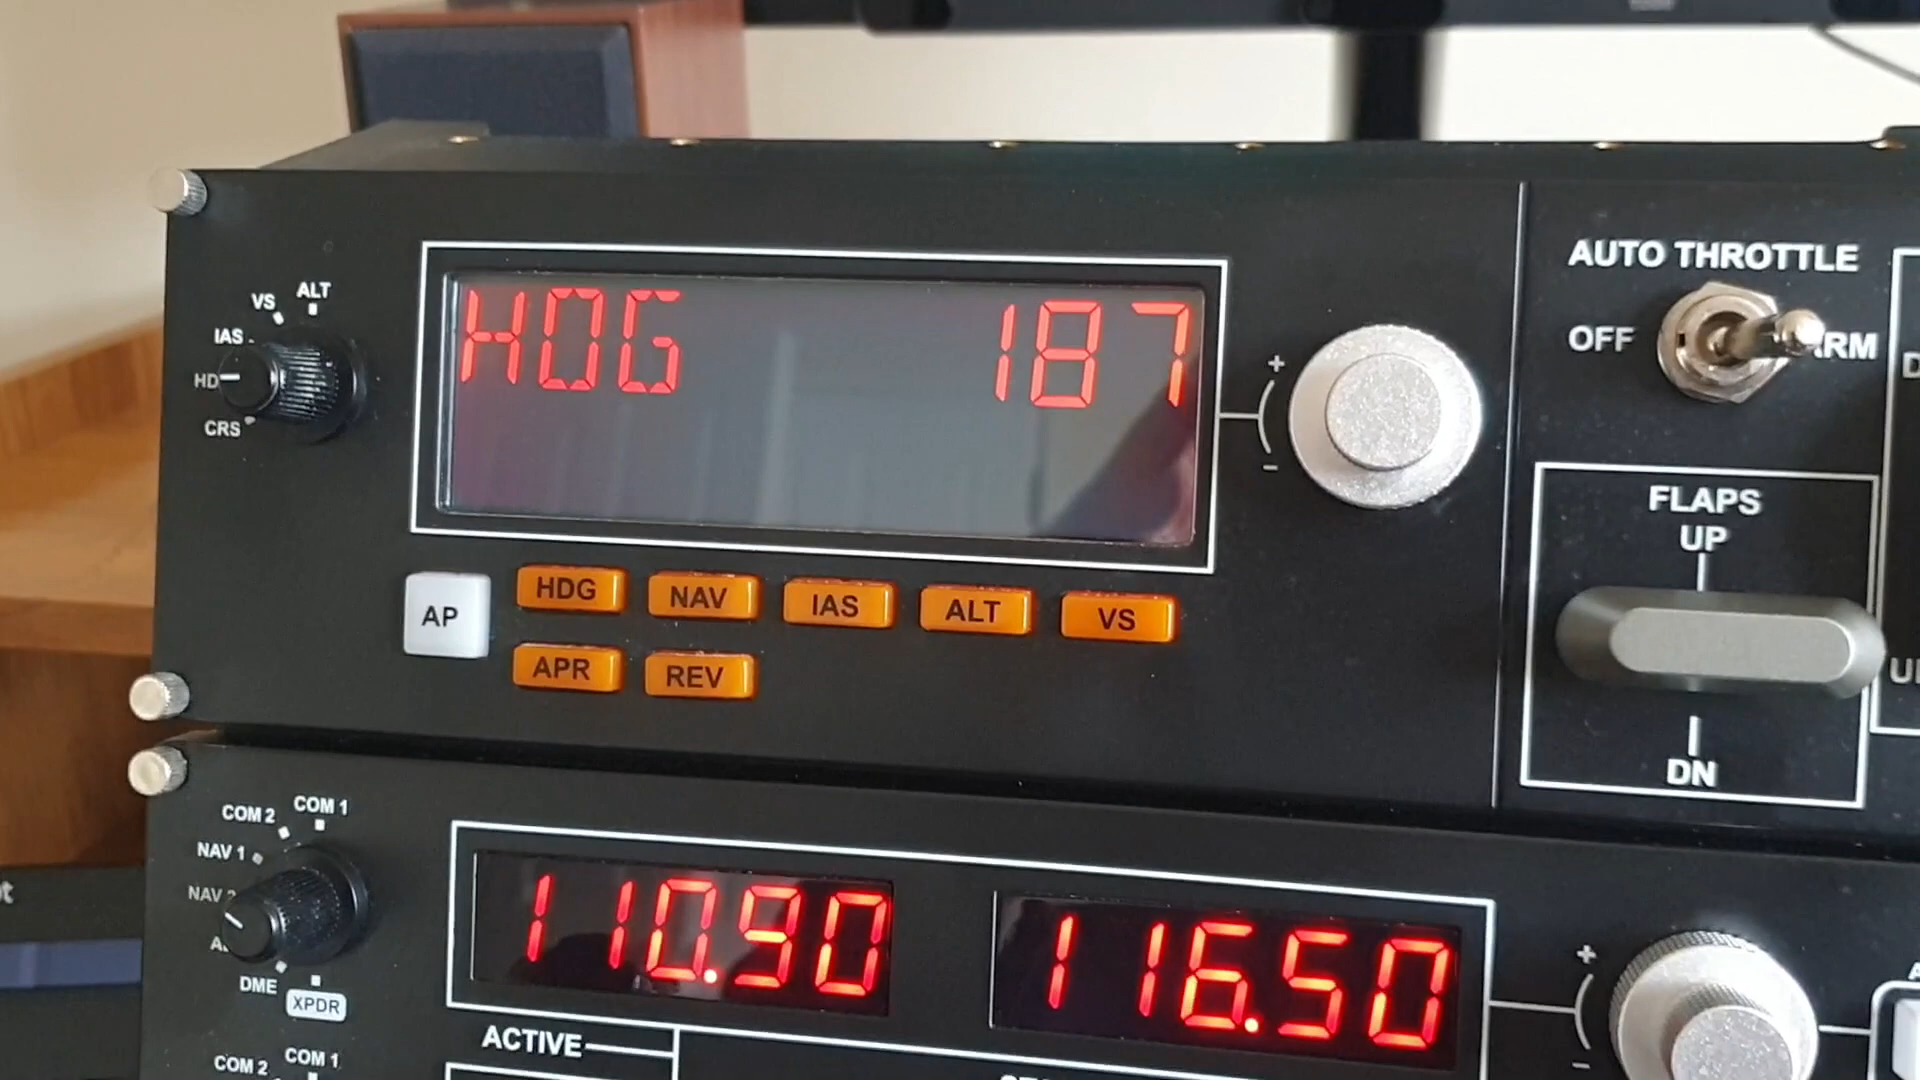 ALT
VS
IAS
HD
CRS
HDG 187
AUTO THROTTLE
OFF
RM
FLAPS
UP
DN
AP HDG NAV IAS ALT VS
APR REV
COM 1
COM 2
NAV 1
NAV
DME
XPDR
110.90 116.50
ACTIVE
COM 2 COM 1